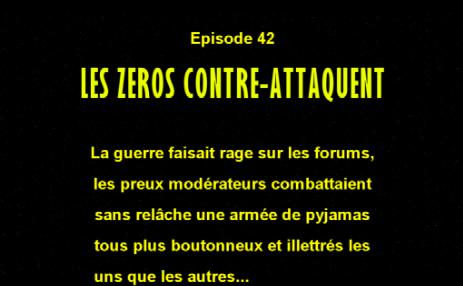 Episode 42
LES ZEROS CONTRE-ATTAQUENT
La guerre faisait rage sur les forums,
les preux modérateurs combattaient
sans relâche une armée de pyjamas
tous plus boutonneux et illettrés les
uns que les autres...